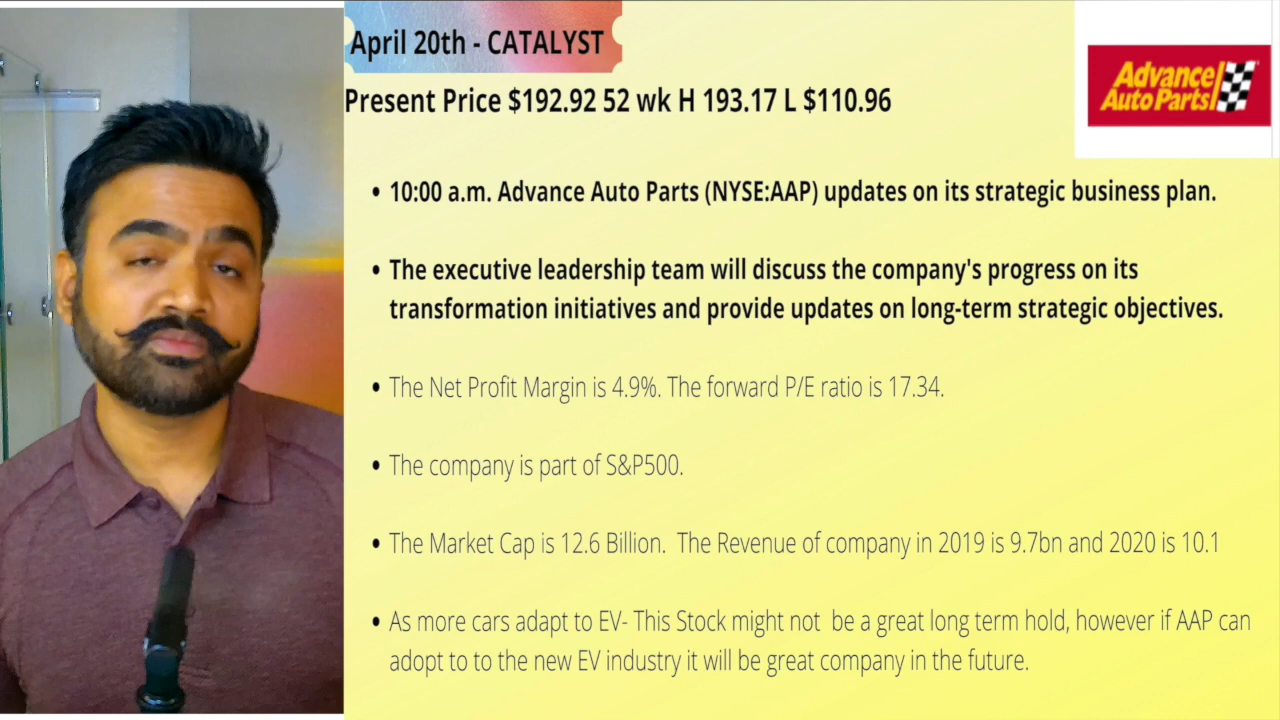 April 20th - CATALYST
Present Price $192.92 52 wk H 193.17 L $110.96
Advance
Auto Parts
• 10:00 a.m. Advance Auto Parts (NYSE:AAP) updates on its strategic business plan.
• The executive leadership team will discuss the company's progress on its
transformation initiatives and provide updates on long-term strategic objectives.
• The Net Profit Margin is 4.9%. The forward P/E ratio is 17.34.
• The company is part of S&P500.
• The Market Cap is 12.6 Billion.  The Revenue of company in 2019 is 9.7bn and 2020 is 10.1
• As more cars adapt to EV- This Stock might not  be a great long term hold, however if AAP can
adopt to to the new EV industry it will be great company in the future.